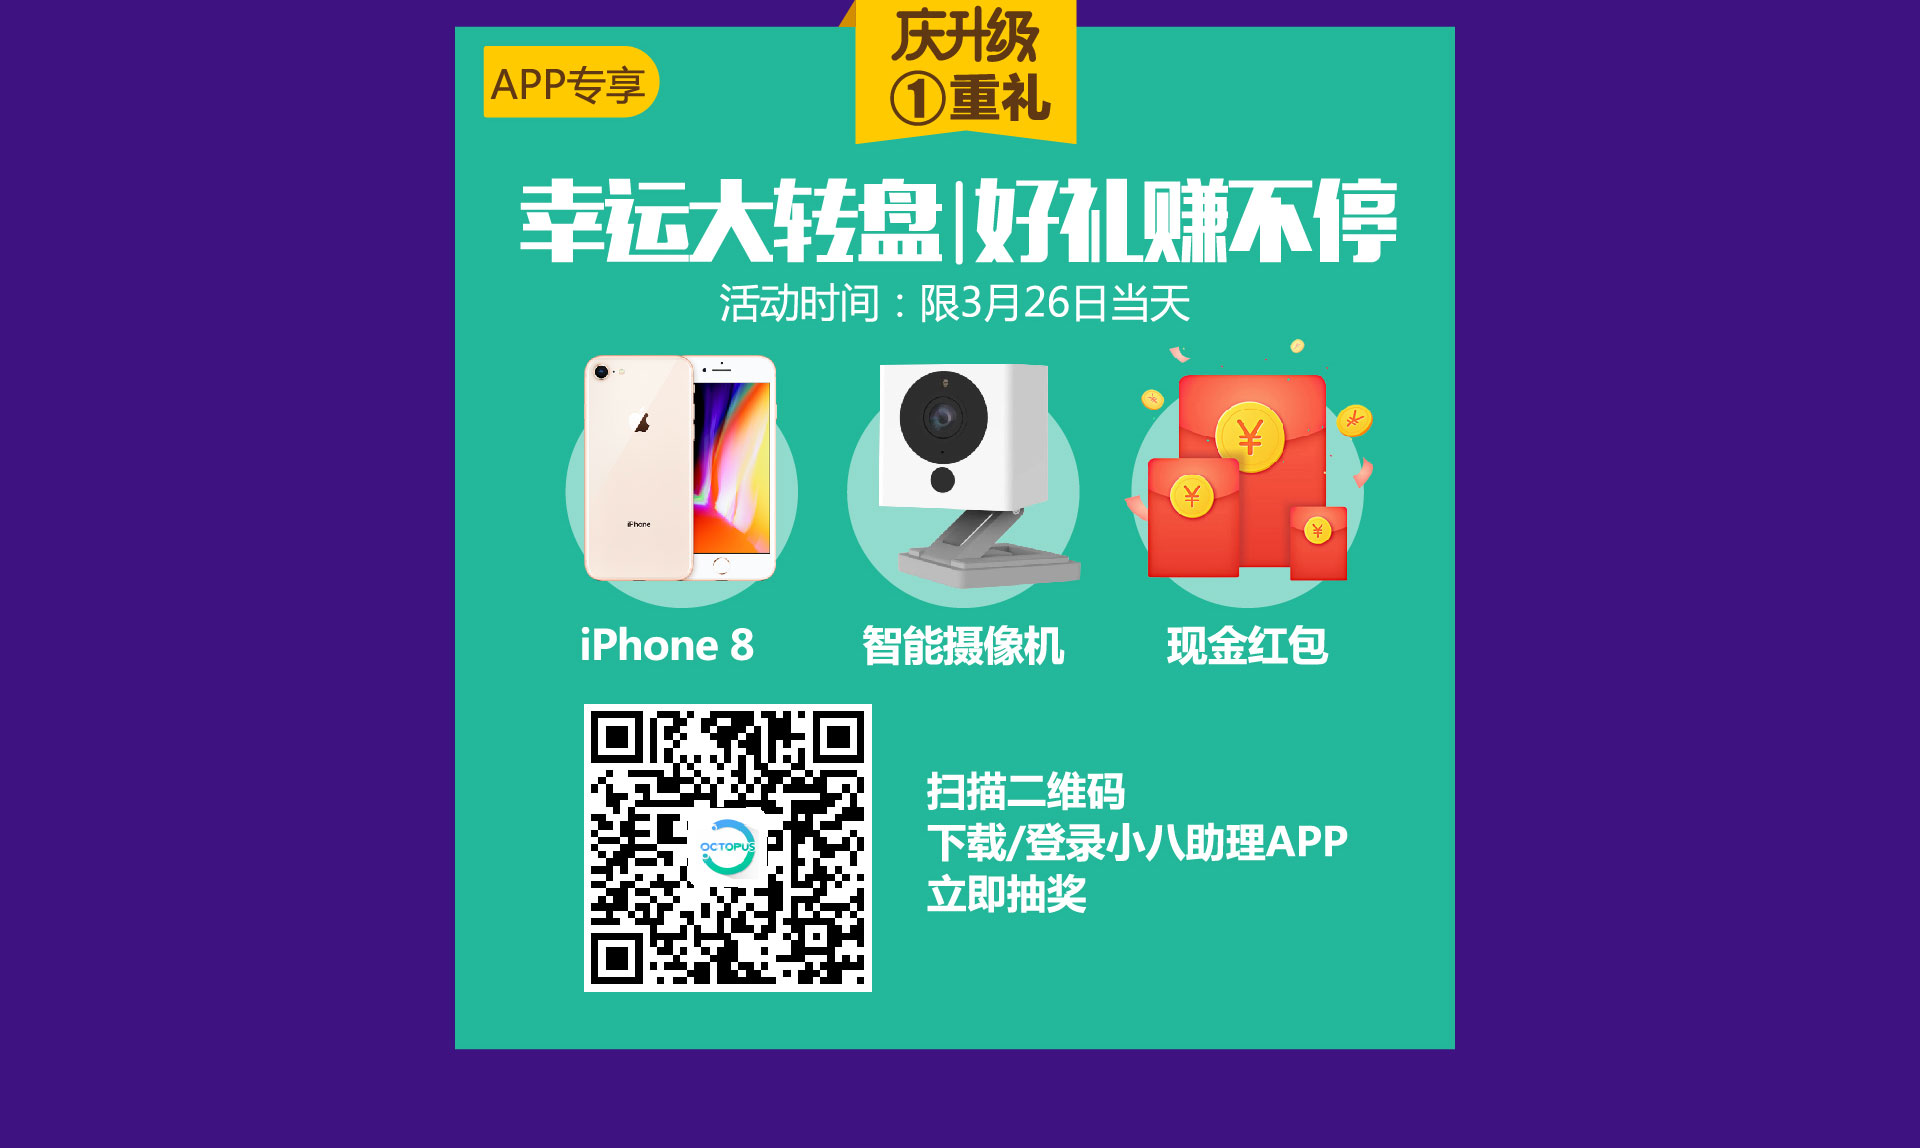 庆升级
①重礼
APP专享
幸运大转盘|好礼赚不停
活动时间：限3月26日当天
iPhone
iPhone 8
智能摄像机
现金红包
OCTOPUS
扫描二维码
下载/登录小八助理APP
立即抽奖